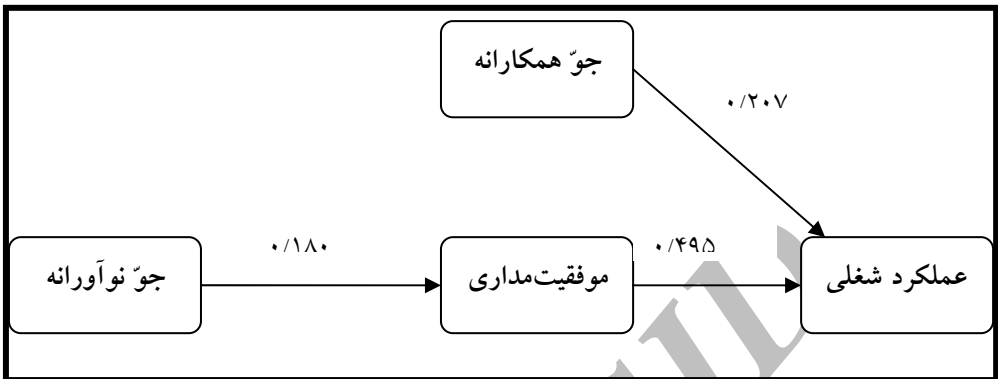 جوّ همکارانه
۰/۲۰۷
۰/۱۸۰
۰/۴۹۵
جوّ نوآورانه
موفقیت‌مداری
عملکرد شغلی